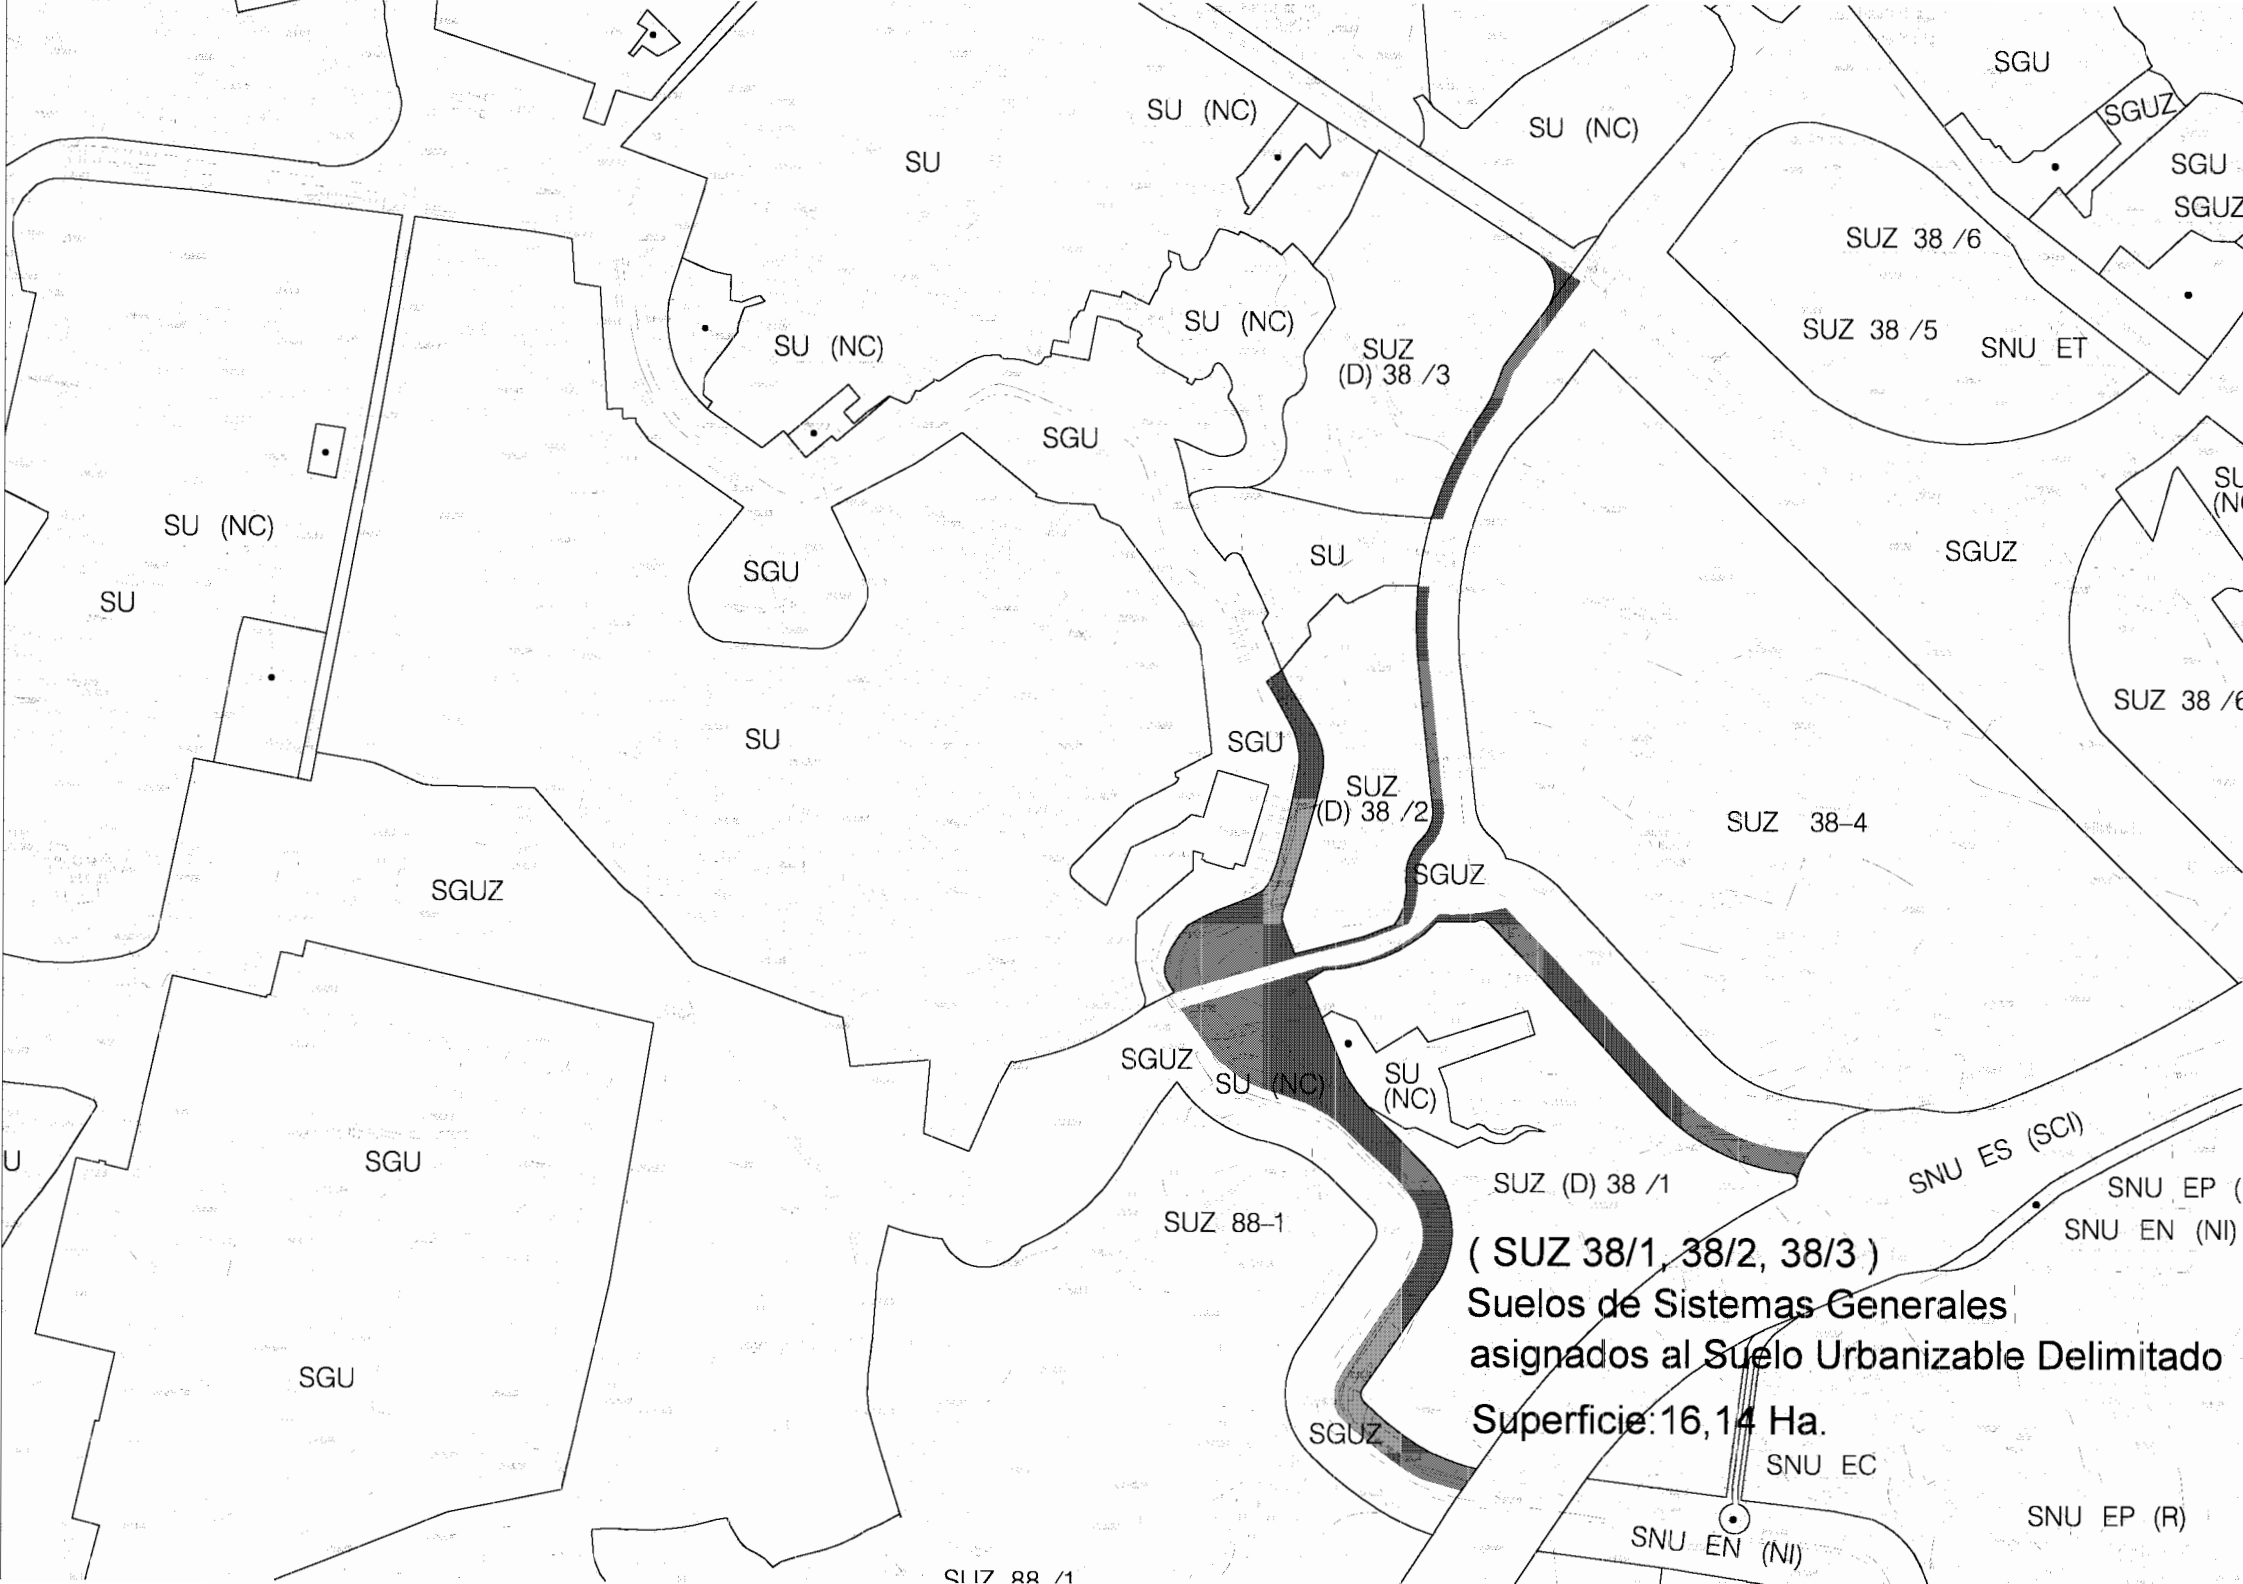 SGU
SGUZ
SU (NC)
SU (NC)
SU
SGU
SGUZ
SUZ 38 /6
SU (NC)
SUZ 38 /5
SNU ET
SU (NC)
SUZ
(D) 38 /3
SGU
SU (NC)
SU
SGUZ
SGU
SU
SUZ 38 /6
SU
SGU
SUZ
(D) 38 /2
SUZ 38-4
SGUZ
SGUZ
SGUZ
SU (NC)
SU
(NC)
SNU ES (SCI)
U
SGU
SUZ (D) 38 /1
SNU EP (
SUZ 88-1
SNU EN (NI)
( SUZ 38/1, 38/2, 38/3 )
Suelos de Sistemas Generales
asignados al Suelo Urbanizable Delimitado
SGU
Superficie:16,14 Ha.
SGUZ
SNU EC
SNU EP (R)
SNU EN (NI)
SUZ 88 /1